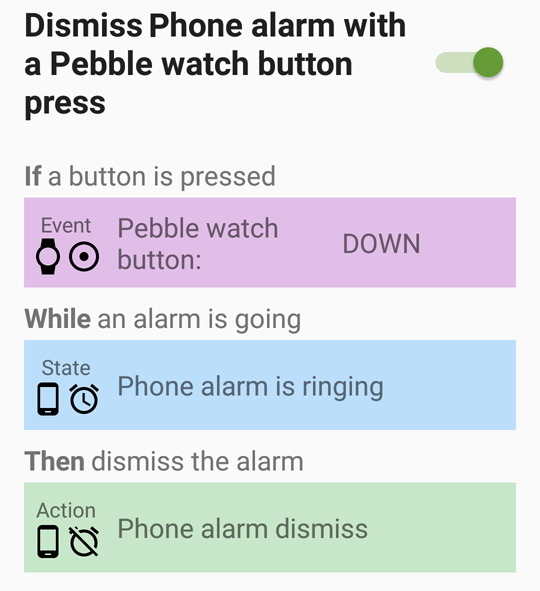 Dismiss Phone alarm with
a Pebble watch button
press
If a button is pressed
Event
Pebble watch
button:
DOWN
While an alarm is going
State
Phone alarm is ringing
Then dismiss the alarm
Action
Phone alarm dismiss